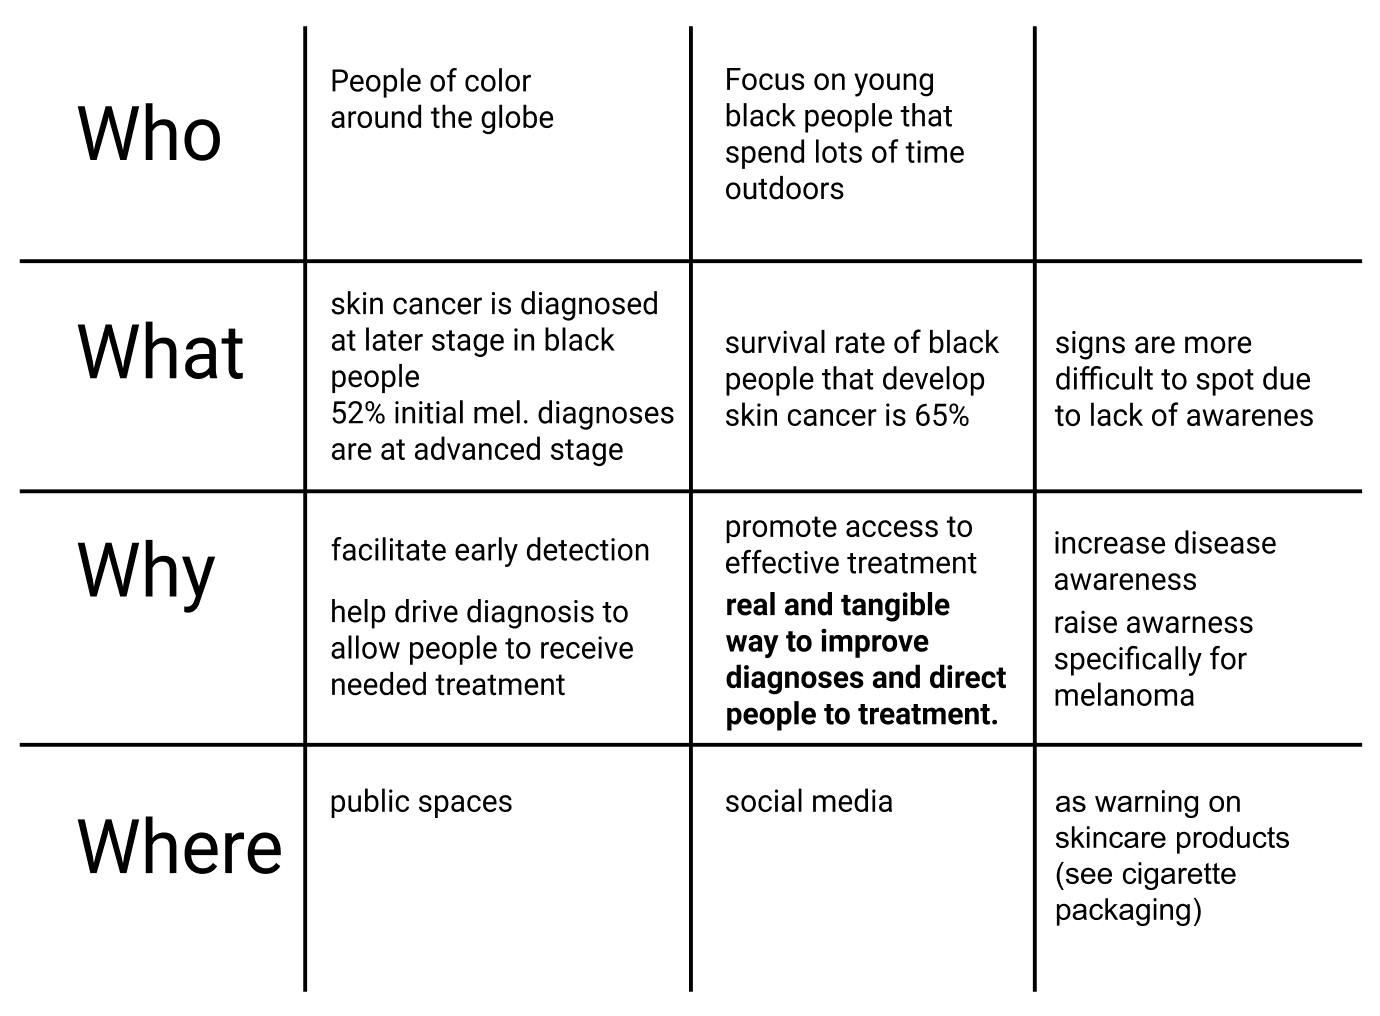 Who
People of color
around the globe
Focus on young
black people that
spend lots of time
outdoors
What
skin cancer is diagnosed
at later stage in black
people
52% initial mel. diagnoses
are at advanced stage
survival rate of black
people that develop
skin cancer is 65%
signs are more
difficult to spot due
to lack of awarenes
Why
facilitate early detection
help drive diagnosis to
allow people to receive
needed treatment
promote access to
effective treatment
real and tangible
way to improve
diagnoses and direct
people to treatment.
increase disease
awareness
raise awarness
specifically for
melanoma
Where
public spaces
social media
as warning on
skincare products
(see cigarette
packaging)